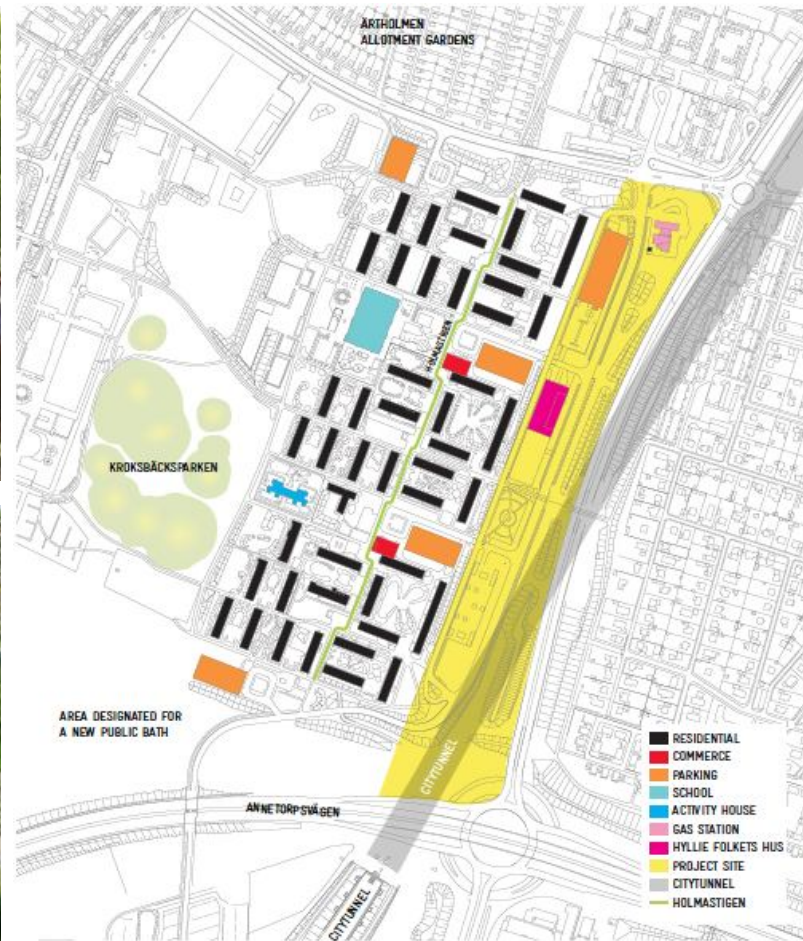 ÄRTHOLMEN
ALLOTMENT GARDENS
HOLMASTIGEN
KROKSBÄCKSPARKEN
AREA DESIGNATED FOR
A NEW PUBLIC BATH
CITYTUNNEL
ANNETORPSVÄGEN
CITYTUNNEL
RESIDENTIAL
COMMERCE
PARKING
SCHOOL
ACTIVITY HOUSE
GAS STATION
HYLLIE FOLKETS HUS
PROJECT SITE
CITYTUNNEL
HOLMASTIGEN